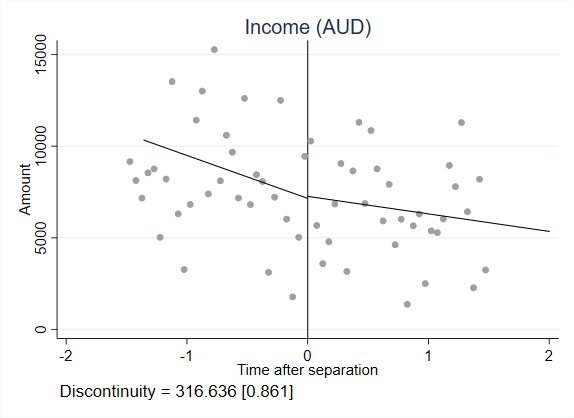 Income (AUD)
15000
10000
5000
0
Amount
-2 -1 0 1 2
Time after separation
Discontinuity = 316.636 [0.861]